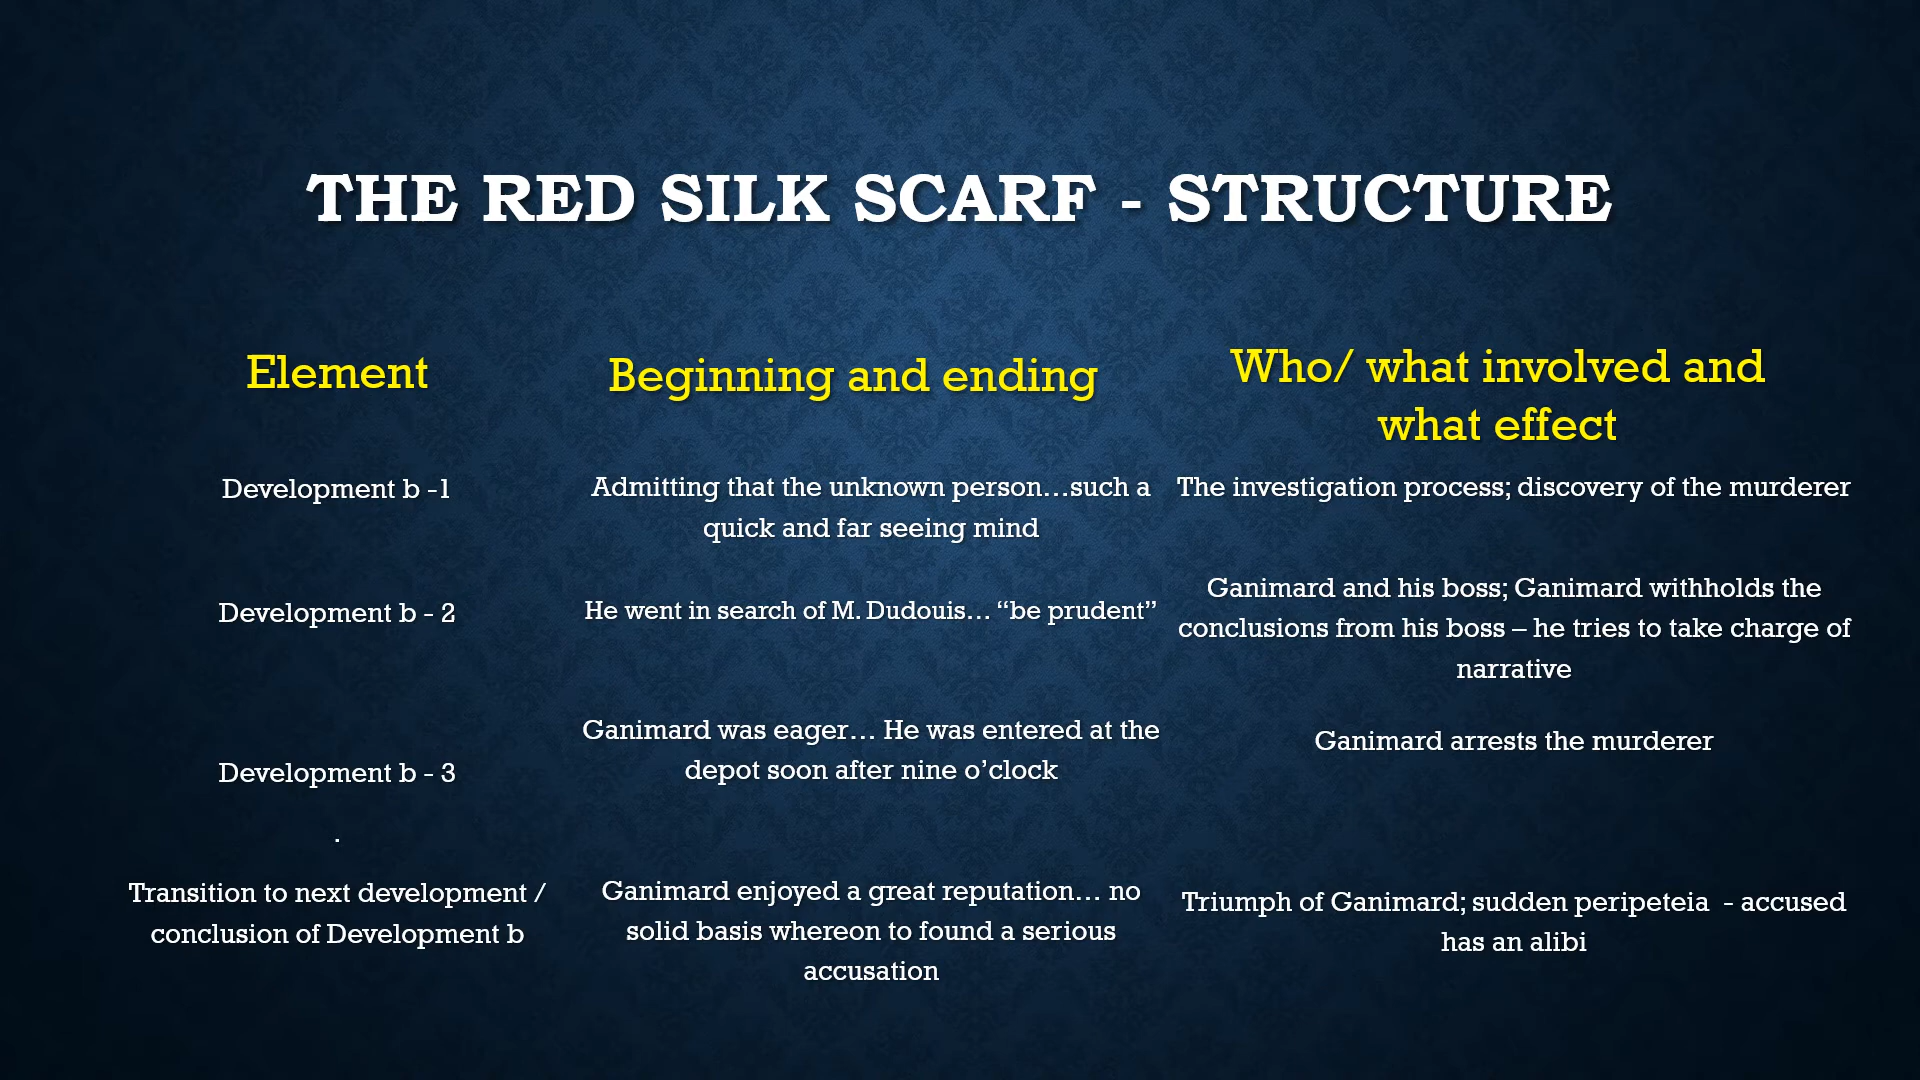 THE RED SILK SCARF - STRUCTURE
Element
Beginning and ending
Who/ what involved and
what effect
Development b -1
Admitting that the unknown person…such a
quick and far seeing mind
The investigation process; discovery of the murderer
Development b - 2
He went in search of M. Dudouis… “be prudent”
Ganimard and his boss; Ganimard withholds the
conclusions from his boss – he tries to take charge of
narrative
Development b - 3
Ganimard was eager… He was entered at the
depot soon after nine o’clock
Ganimard arrests the murderer
.
Transition to next development /
conclusion of Development b
Ganimard enjoyed a great reputation… no
solid basis whereon to found a serious
accusation
Triumph of Ganimard; sudden peripeteia  - accused
has an alibi